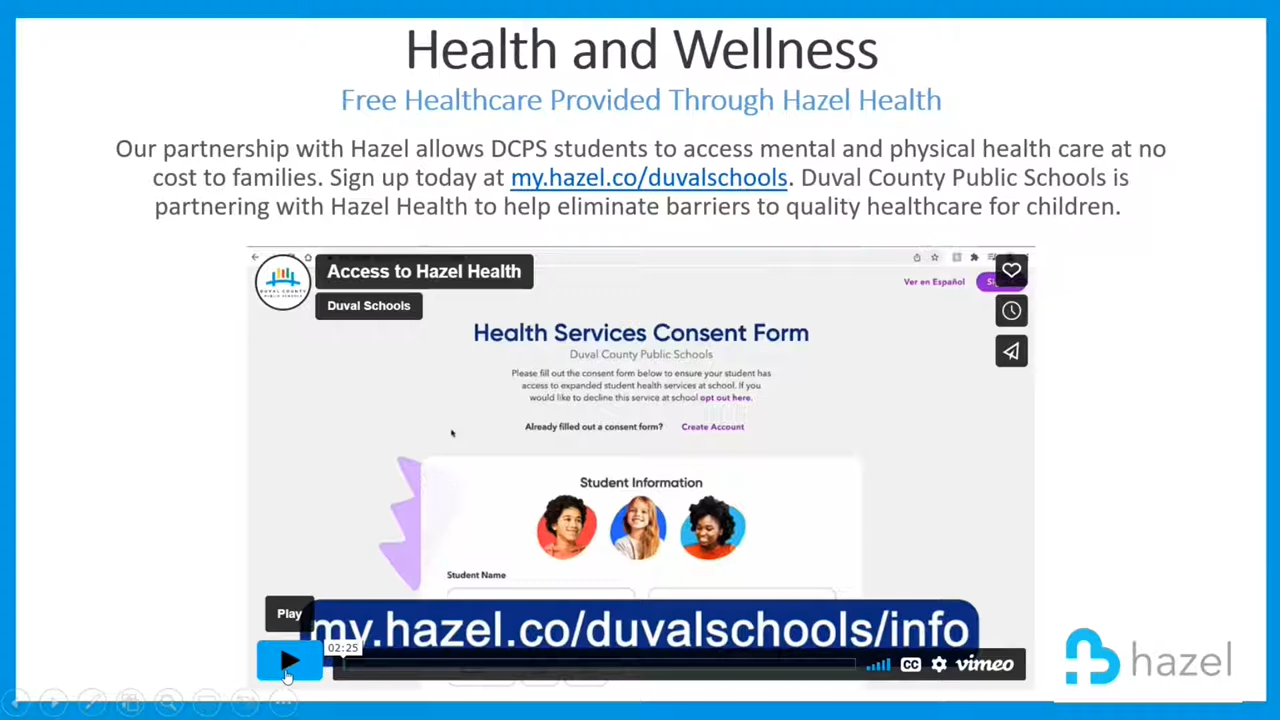 Health and Wellness
Free Healthcare Provided Through Hazel Health
Our partnership with Hazel allows DCPS students to access mental and physical health care at no
cost to families. Sign up today at my.hazel.co/duvalschools. Duval County Public Schools is
partnering with Hazel Health to help eliminate barriers to quality healthcare for children.
DUVAL COUNTY
PUBLIC SCHOOLS
Access to Hazel Health
Duval Schools
Ver en Español
Health Services Consent Form
Duval County Public Schools
Please fill out the consent form below to ensure your student has
access to expanded student health services at school. If you
would like to decline this service at school opt out here.
Already filled out a consent form? Create Account
Student Information
Student Name
Play
my.hazel.co/duvalschools/info
02:25
CC
vimeo
hazel